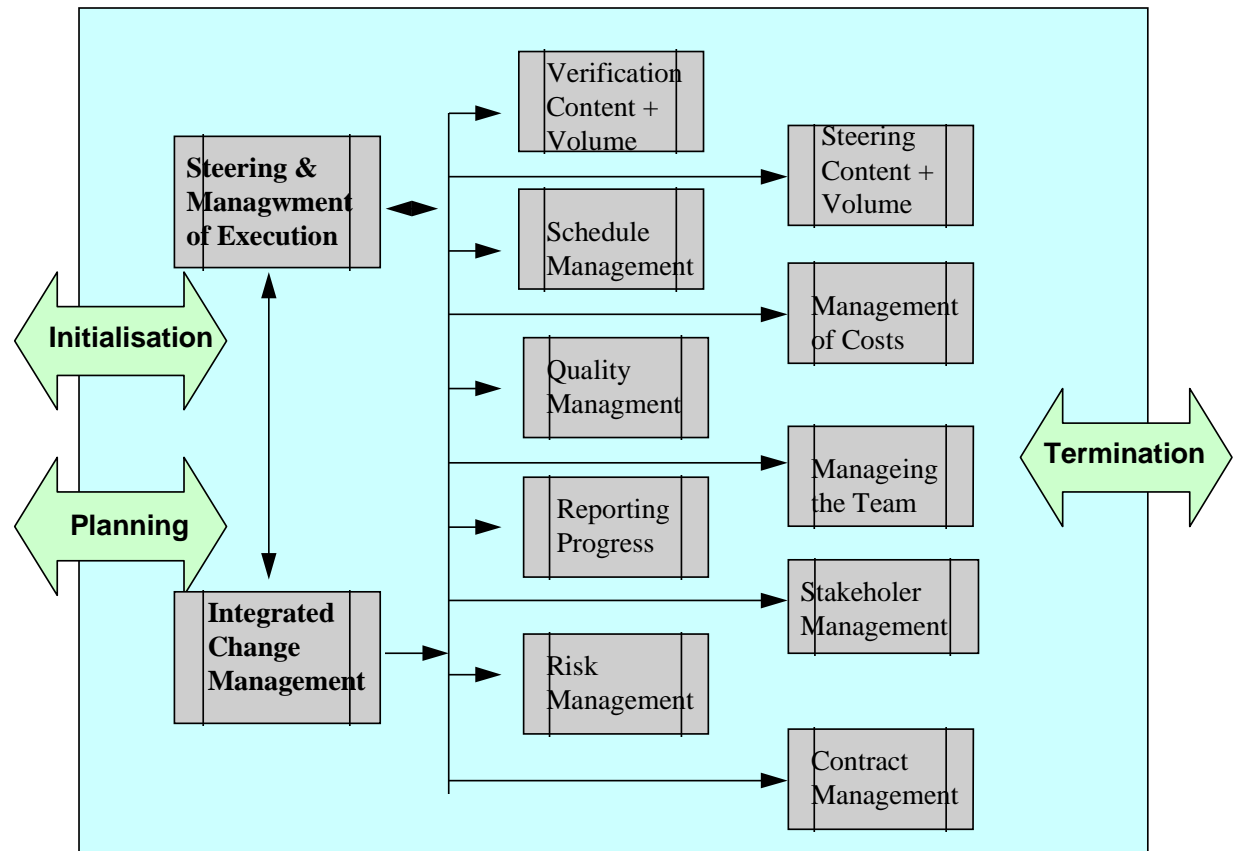 Verification
Content +
Volume
Steering
Content +
Volume
Steering &
Managwment
of Execution
Schedule
Management
Initialisation
Management
of Costs
Quality
Managment
Termination
Manageing
the Team
Planning
Reporting
Progress
Stakeholer
Management
Integrated
Change
Management
Risk
Management
Contract
Management